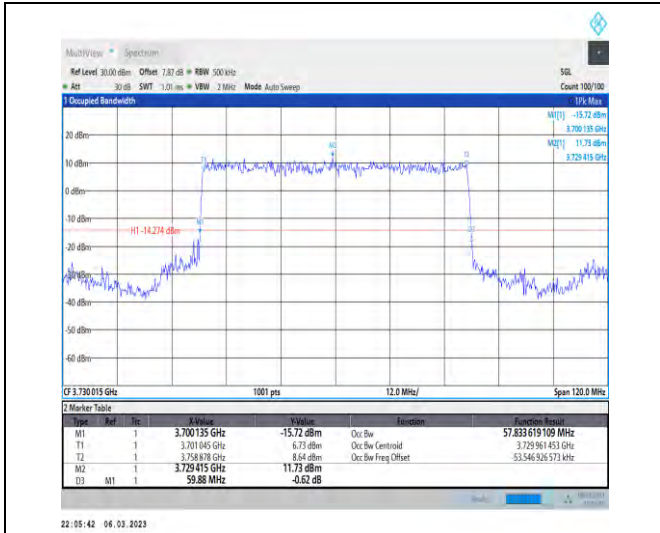 MultiView Spectrum
Ref Level 30.00 dBm Offset 7.87 dB RBW 500 kHz SGL
Att 30 dB SWT 1.01 ms VBW 2 MHz Mode Auto Sweep Count 100/100
1 Occupied Bandwidth 1Pk Max
M1[1] -15.72 dBm
3.700 135 GHz
M2[1] 11.73 dBm
3.729 415 GHz
20 dBm
M2
T1
T2
10 dBm
0 dBm
-10 dBm
M1
H1 -14.274 dBm
D3
-20 dBm
-30 dBm
-40 dBm
-50 dBm
-60 dBm
CF 3.730 015 GHz 1001 pts 12.0 MHz/ Span 120.0 MHz
2 Marker Table
Type Ref Trc X-Value Y-Value Function Function Result
M1 1 3.700 135 GHz -15.72 dBm Occ Bw 57.833 619 109 MHz
T1 1 3.701 045 GHz 6.73 dBm Occ Bw Centroid 3.729 961 453 GHz
T2 1 3.758 878 GHz 8.64 dBm Occ Bw Freq Offset -53.546 926 573 kHz
M2 1 3.729 415 GHz 11.73 dBm
D3 M1 1 59.88 MHz -0.62 dB
22:05:42 06.03.2023